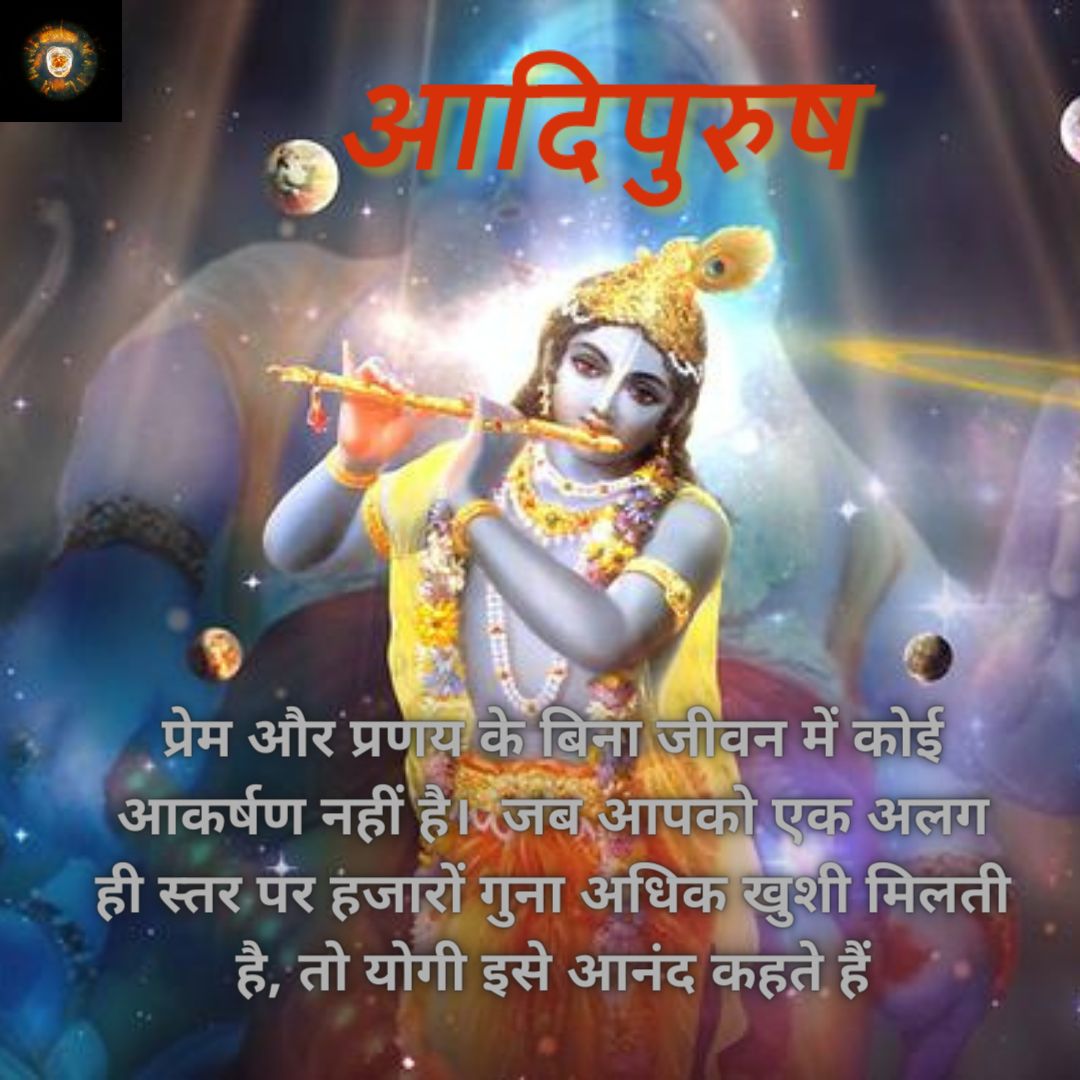 आदिपुरुष
प्रेम और प्रणय के बिना जीवन में कोई
आकर्षण नहीं है। जब आपको एक अलग
ही स्तर पर हजारों गुना अधिक खुशी मिलती
है, तो योगी इसे आनंद कहते हैं